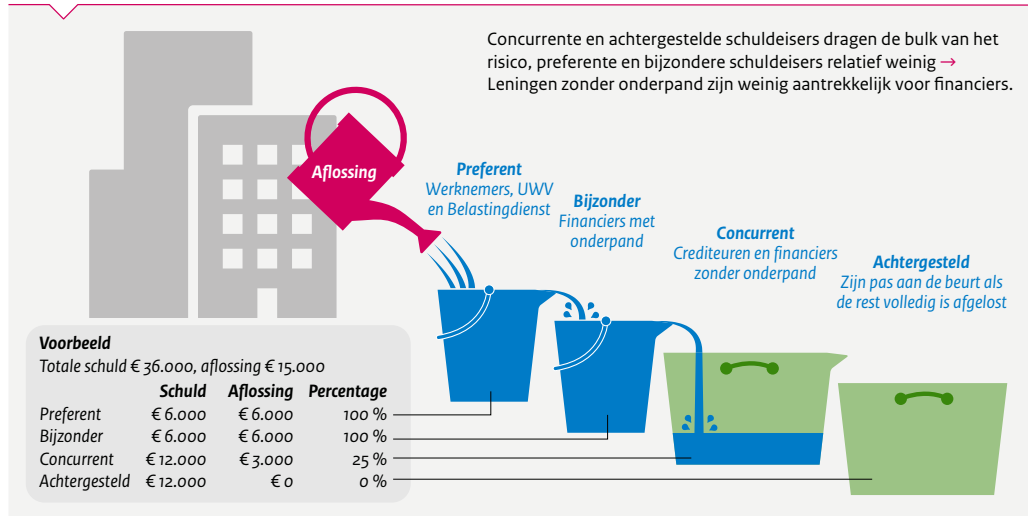 Concurrente en achtergestelde schuldeisers dragen de bulk van het
risico, preferente en bijzondere schuldeisers relatief weinig →
Leningen zonder onderpand zijn weinig aantrekkelijk voor financiers.
Aflossing
Preferent
Werknemers, UWV
en Belastingdienst
Bijzonder
Financiers met
onderpand
Concurrent
Crediteuren en financiers
zonder onderpand
Achtergesteld
Zijn pas aan de beurt als
de rest volledig is afgelost
Voorbeeld
Totale schuld € 36.000, aflossing € 15.000
Schuld Aflossing Percentage
Preferent € 6.000 € 6.000 100 %
Bijzonder € 6.000 € 6.000 100 %
Concurrent € 12.000 € 3.000 25 %
Achtergesteld € 12.000 € 0 0 %